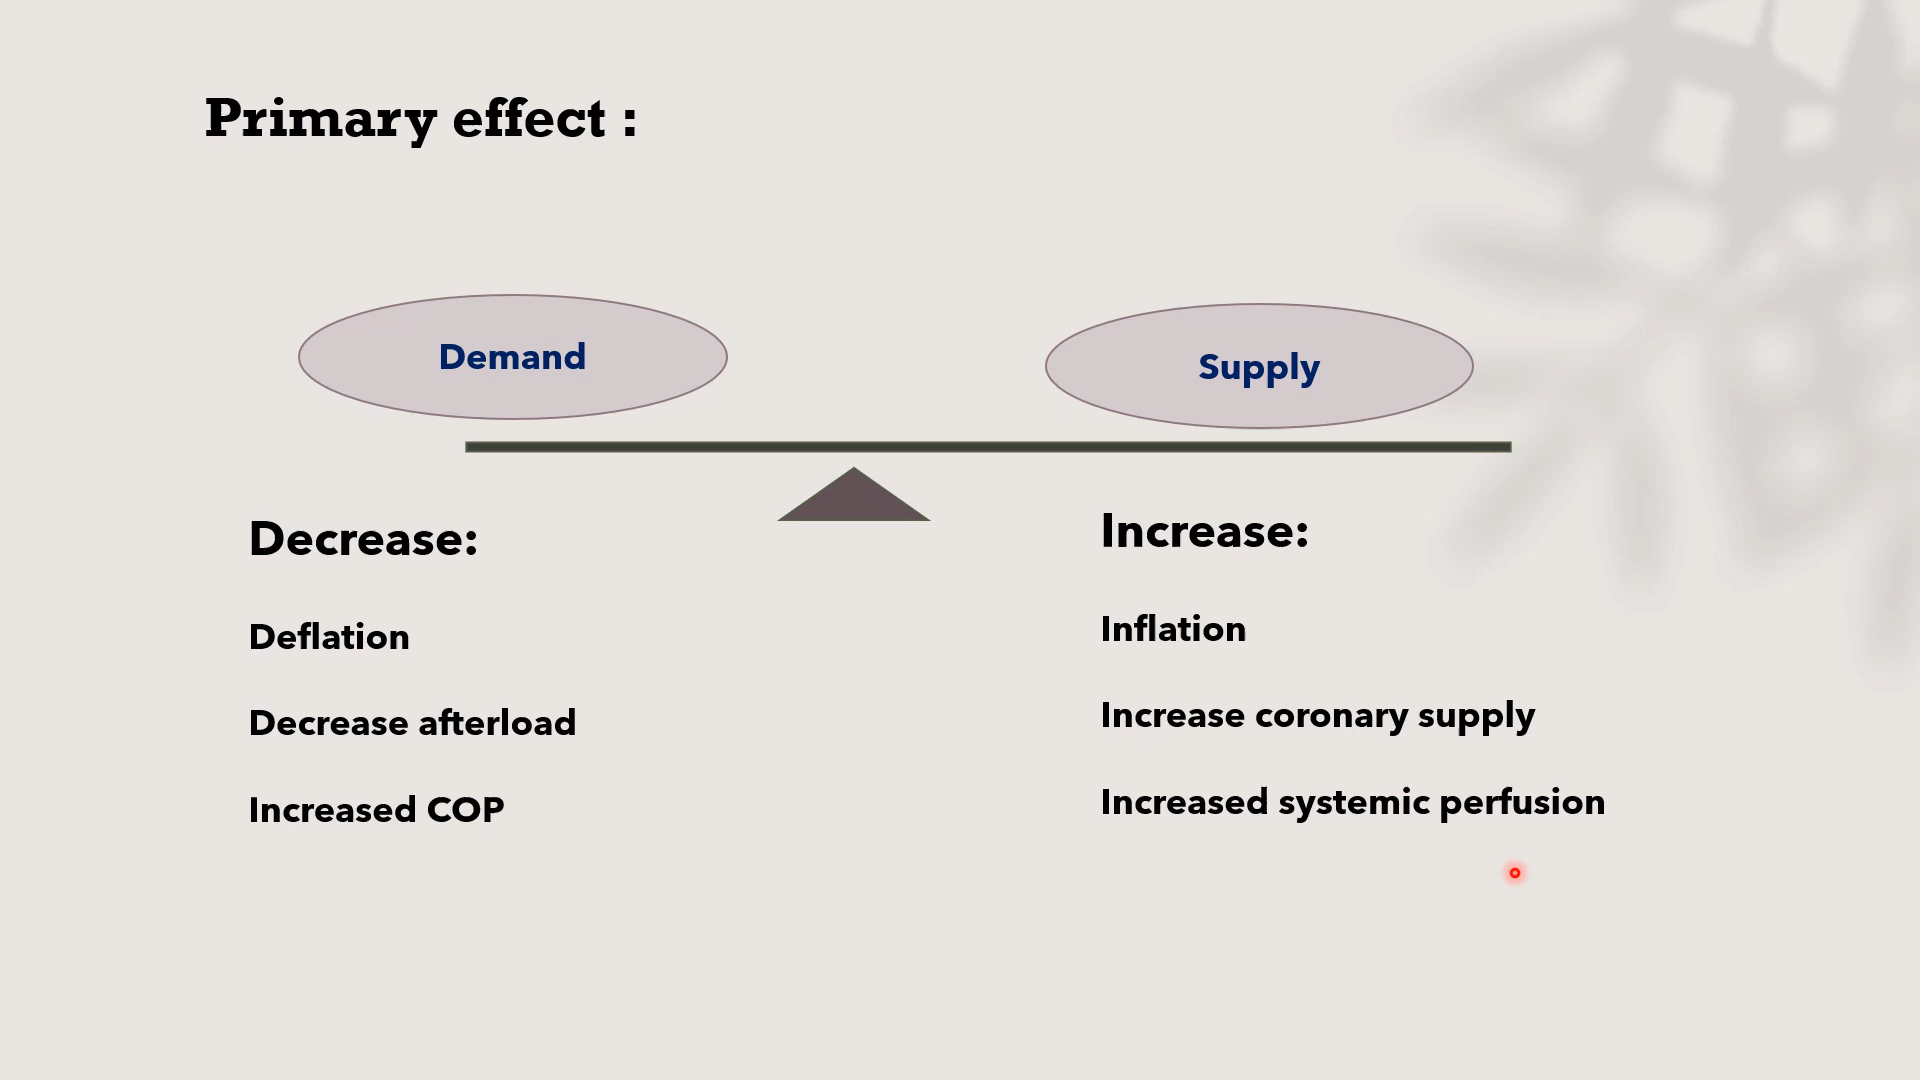 Primary effect :
Demand
Supply
Decrease:
Deflation
Decrease afterload
Increased COP
Increase:
Inflation
Increase coronary supply
Increased systemic perfusion